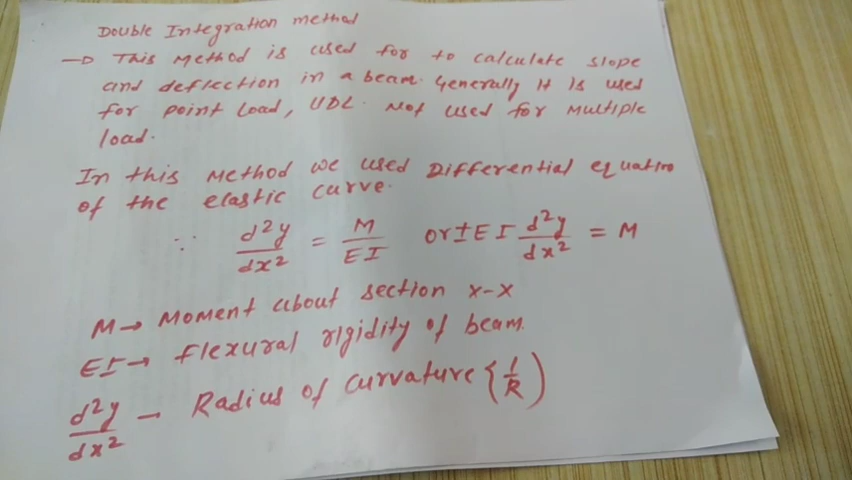 Double Integration method
→ This Method is used for to calculate slope
and deflection in a beam. Generally it is used
for point Load, UDL. Not used for Multiple
load.
In this Method we used Differential equation
of the elastic curve.
∵ d²y/dx² = M/EI or ±EI d²y/dx² = M
M → Moment about section x-x
EI → Flexural rigidity of beam.
d²y/dx² – Radius of curvature {1/R)